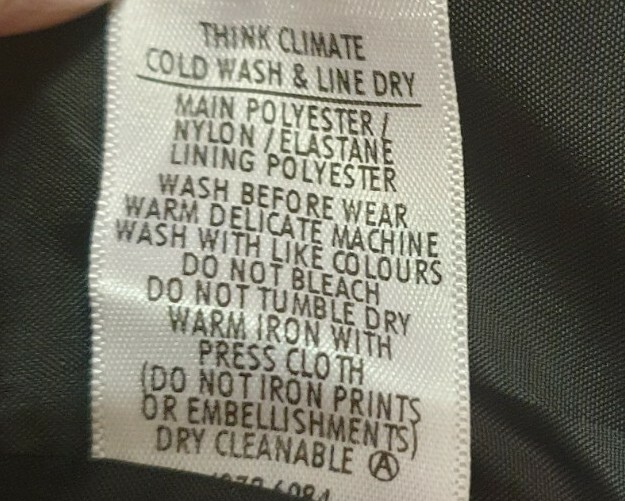 THINK CLIMATE
COLD WASH & LINE DRY
MAIN POLYESTER /
NYLON / ELASTANE
LINING POLYESTER
WASH BEFORE WEAR
WARM DELICATE MACHINE
WASH WITH LIKE COLOURS
DO NOT BLEACH
DO NOT TUMBLE DRY
WARM IRON WITH
PRESS CLOTH
(DO NOT IRON PRINTS
OR EMBELLISHMENTS)
DRY CLEANABLE Ⓐ